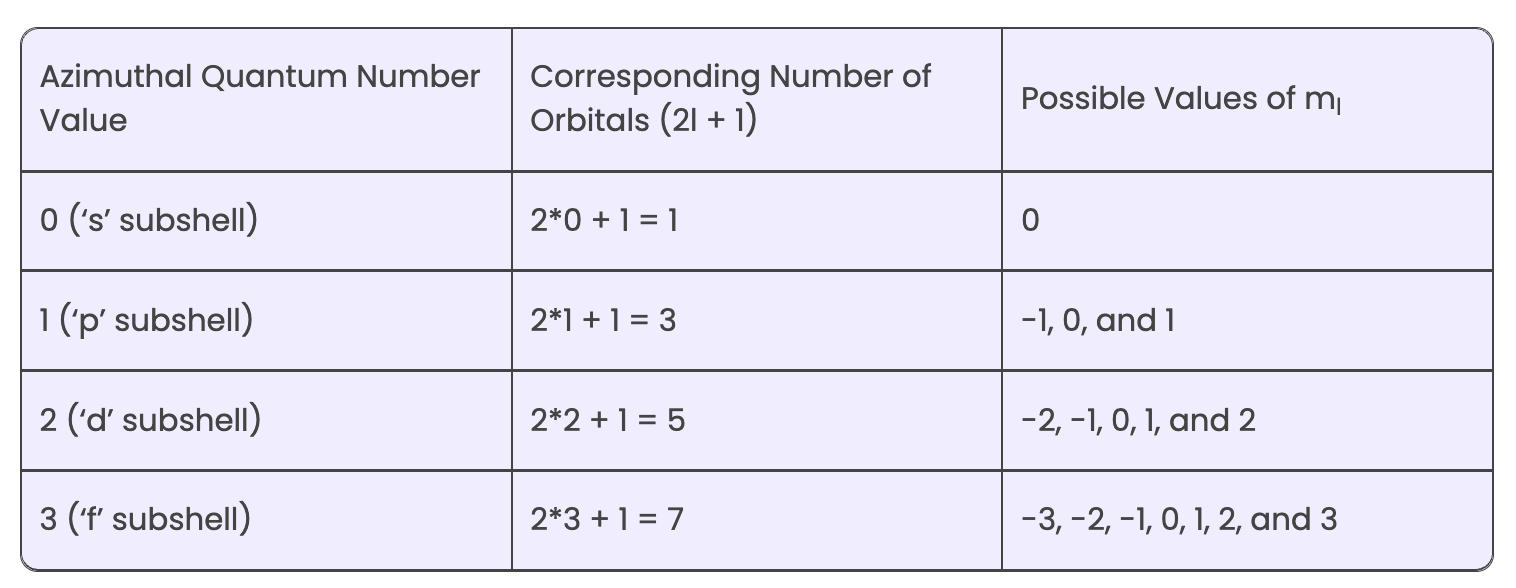 Azimuthal Quantum Number
Value
Corresponding Number of
Orbitals (2l + 1)
Possible Values of mₗ
0 (‘s’ subshell)
2*0 + 1 = 1
0
1 (‘p’ subshell)
2*1 + 1 = 3
-1, 0, and 1
2 (‘d’ subshell)
2*2 + 1 = 5
-2, -1, 0, 1, and 2
3 (‘f’ subshell)
2*3 + 1 = 7
-3, -2, -1, 0, 1, 2, and 3